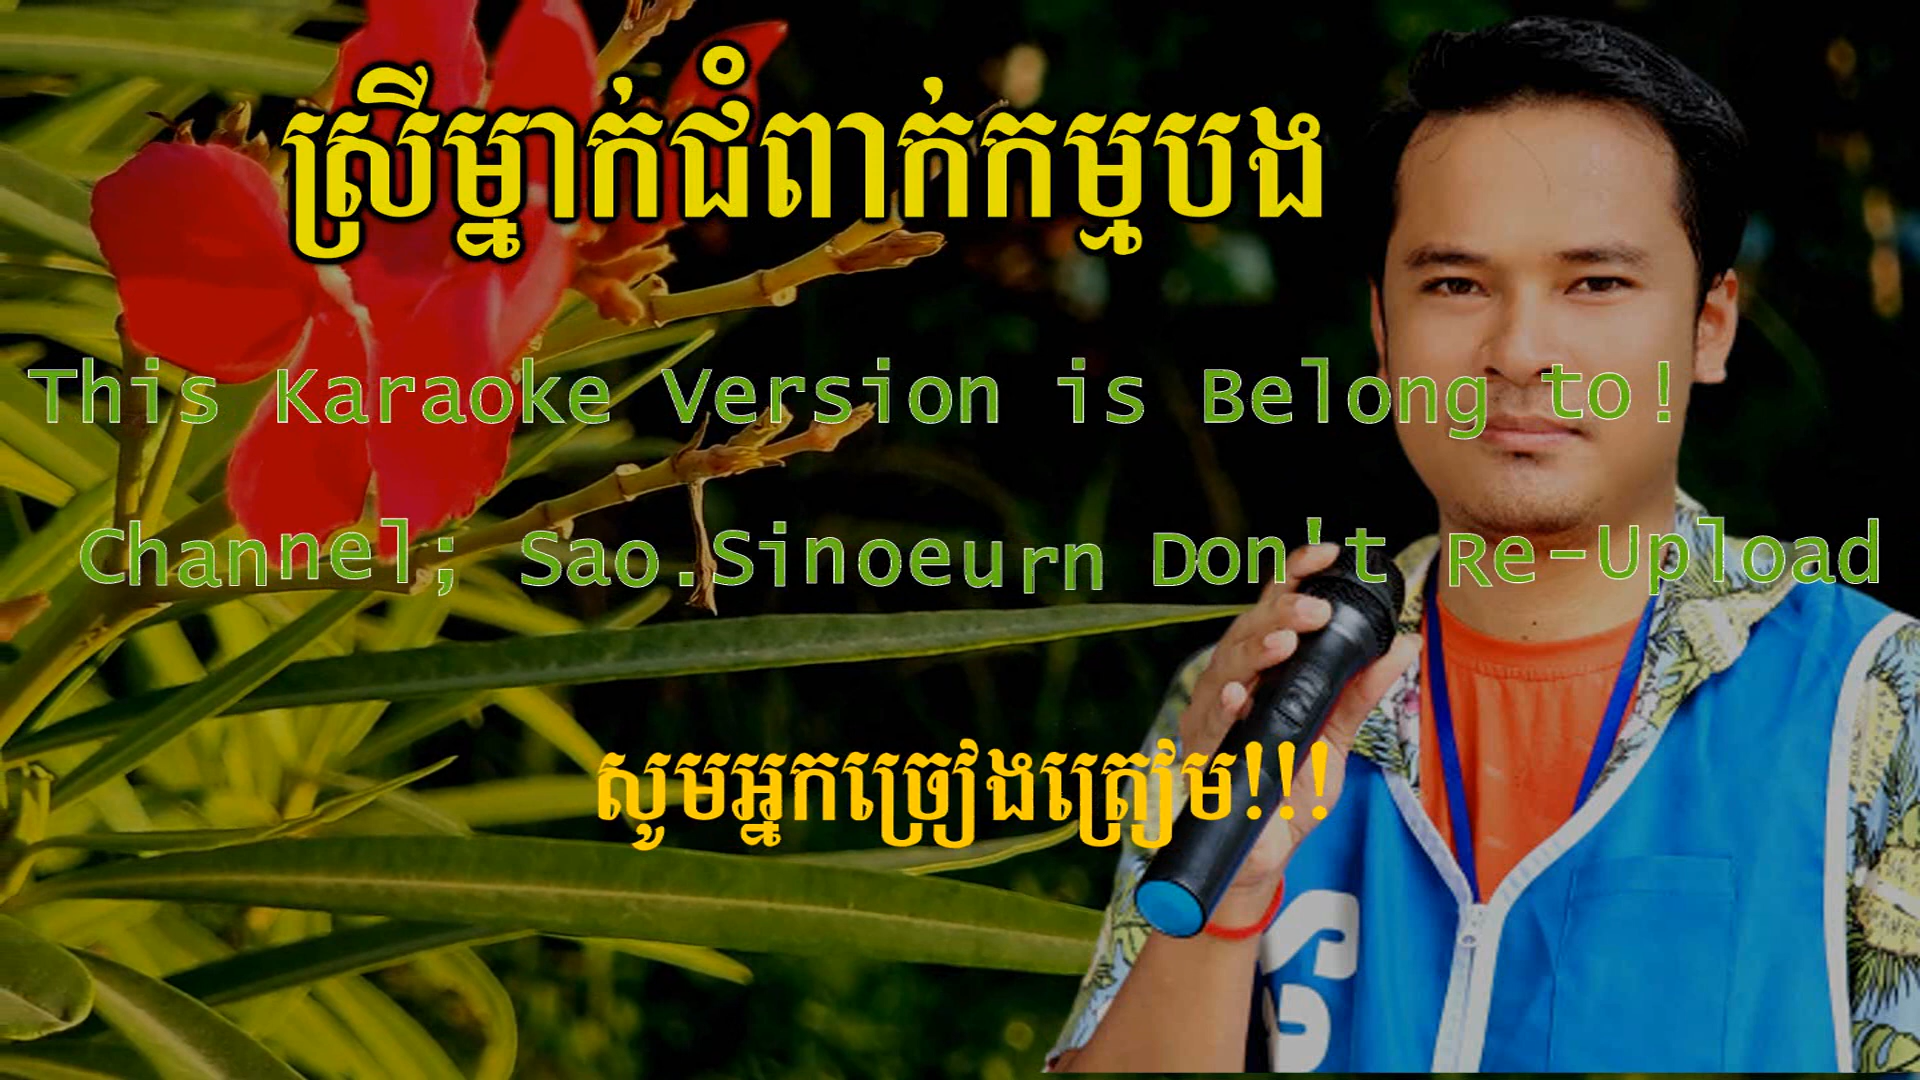 ស្រីម្នាក់ជំពាក់កម្មបង
This Karaoke Version is Belong to!
Channel; Sao.Sinoeurn Don't Re-Upload
សូមអ្នកច្រៀងត្រៀម!!!